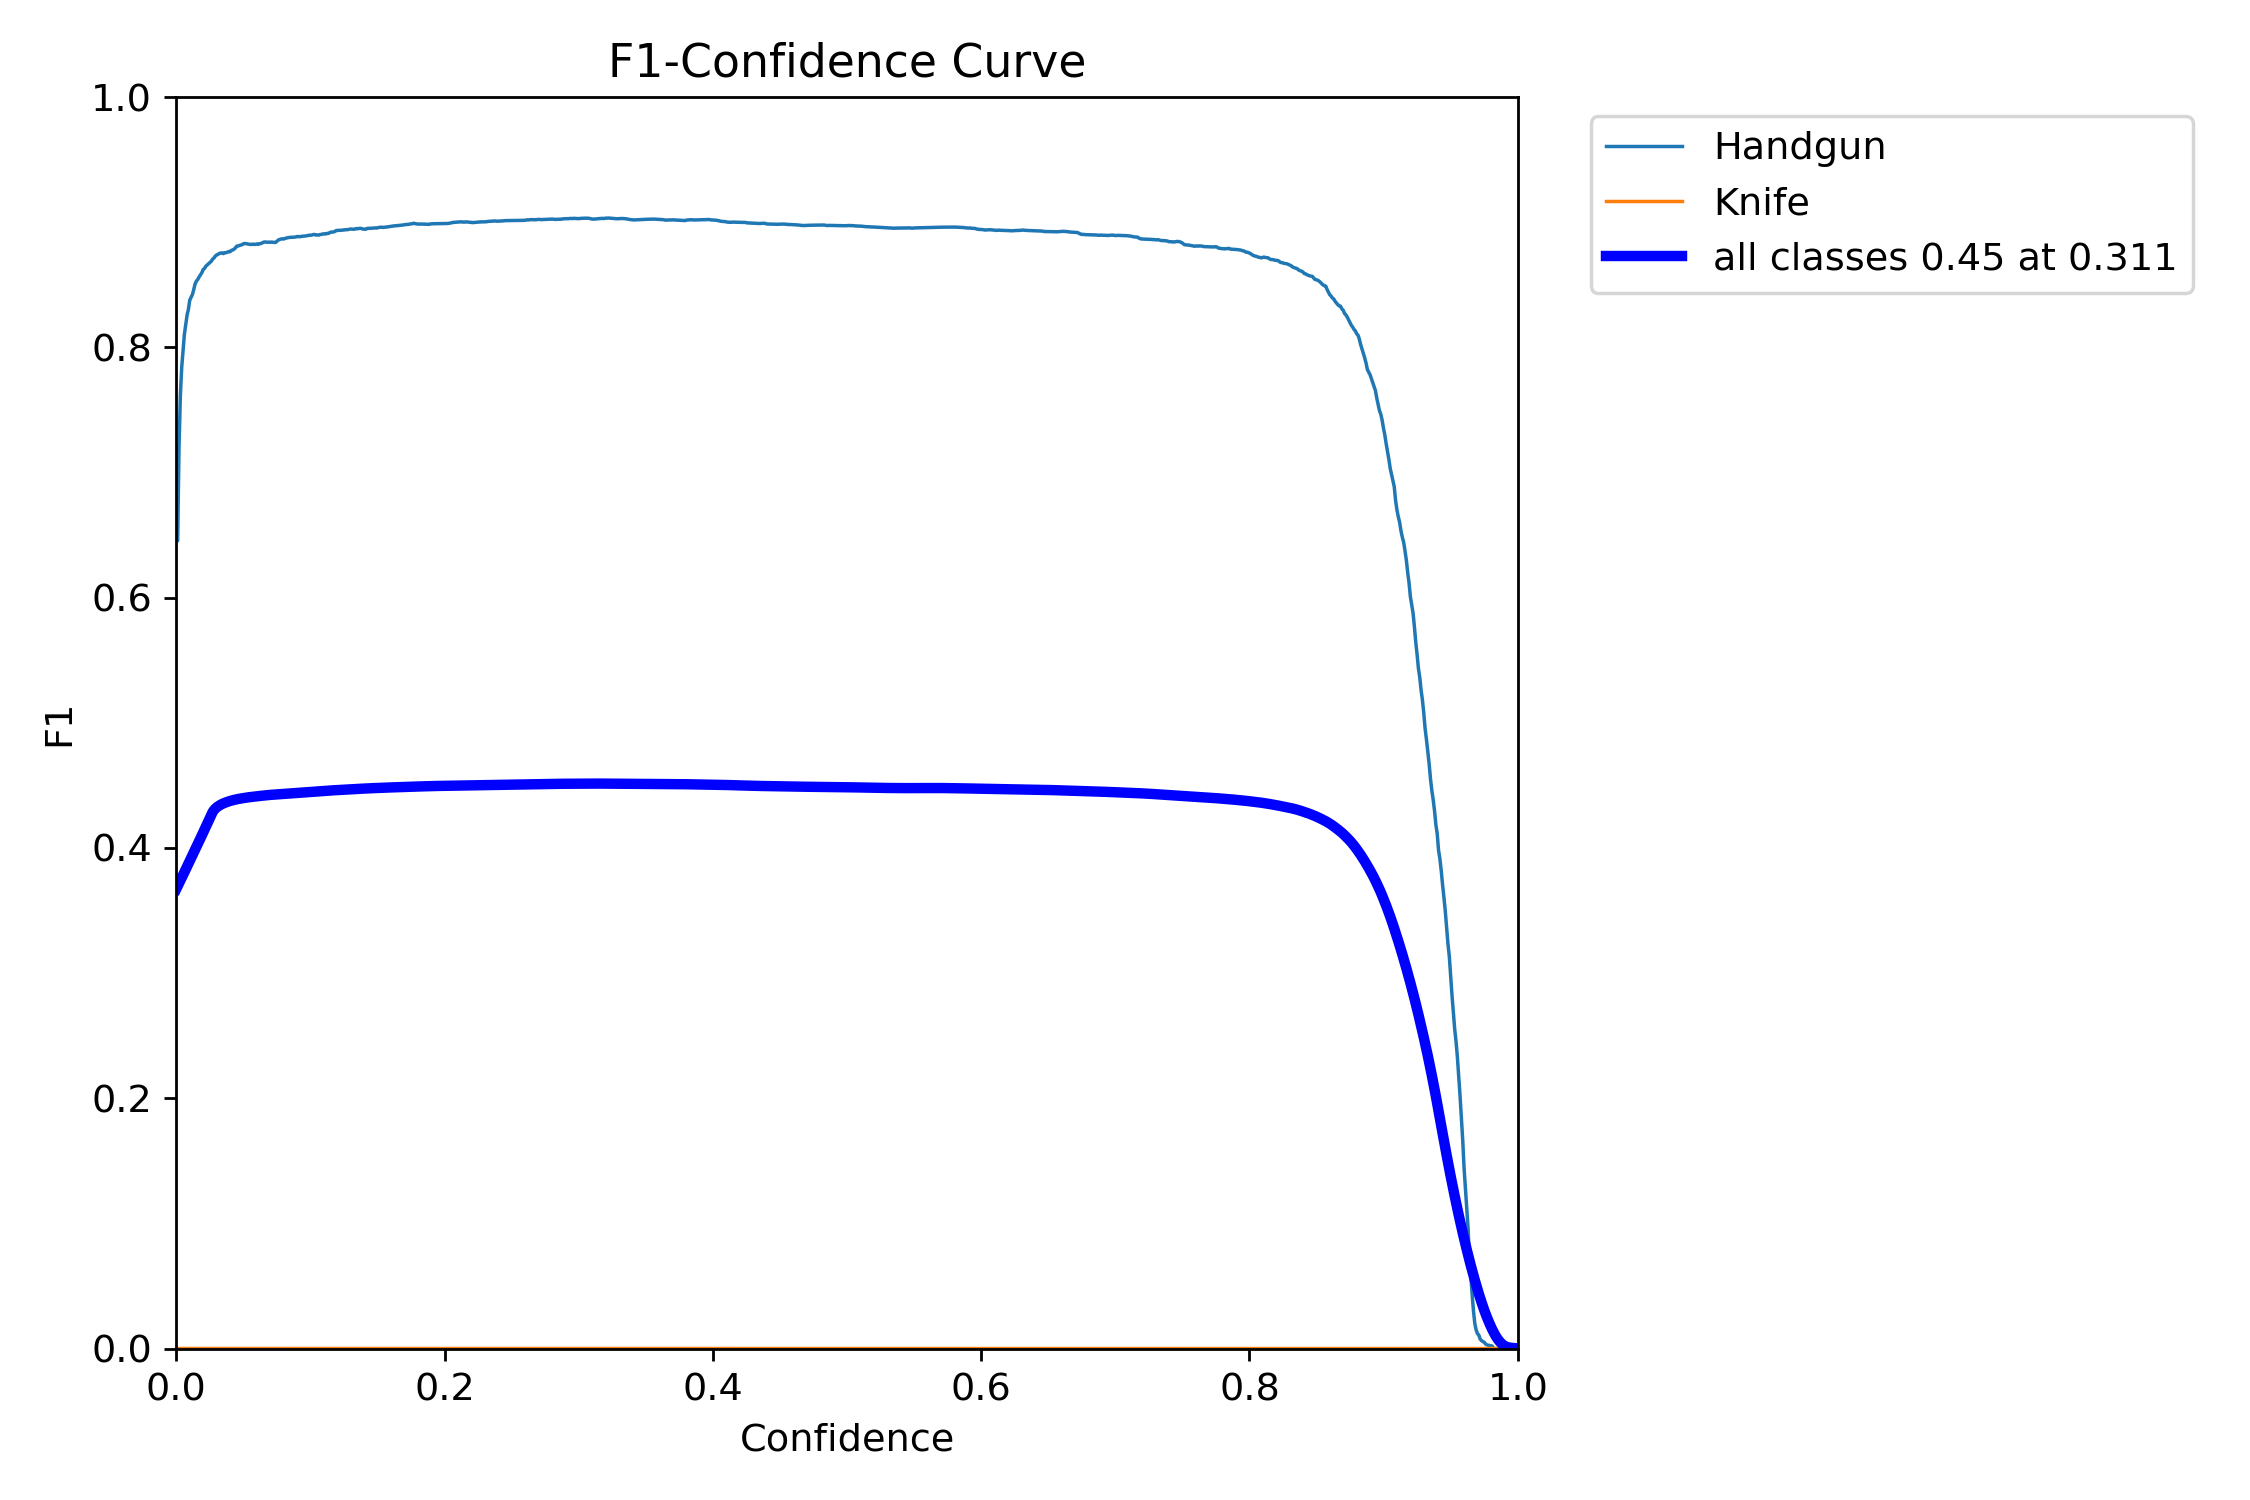 F1-Confidence Curve
1.0
0.8
0.6
0.4
0.2
0.0
F1
0.0 0.2 0.4 0.6 0.8 1.0
Confidence
Handgun
Knife
all classes 0.45 at 0.311